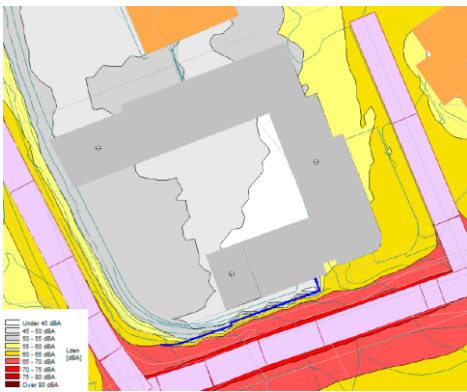 Under 45 dBA
45 - 50 dBA
50 - 55 dBA
55 - 60 dBA
60 - 65 dBA
65 - 70 dBA
70 - 75 dBA
75 - 80 dBA
Over 80 dBA
Lden
[dBA]